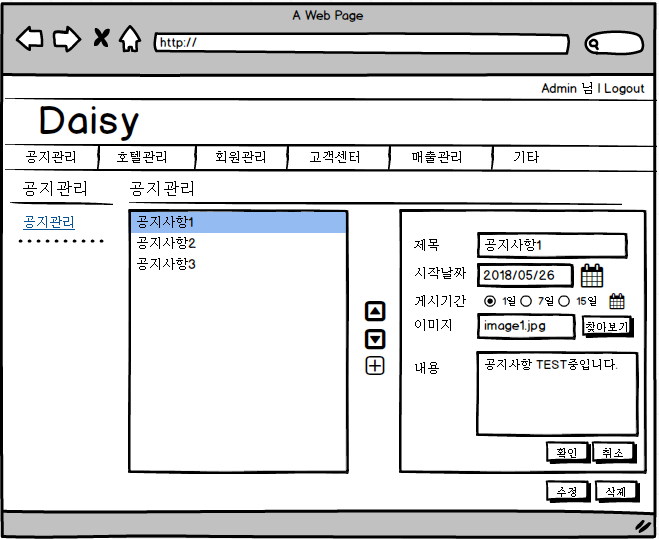 A Web Page
http://
Admin 님 | Logout
Daisy
공지관리 호텔관리 회원관리 고객센터 매출관리 기타
공지관리
공지관리
공지관리
공지사항1
공지사항2
공지사항3
제목 공지사항1
시작날짜 2018/05/26
게시기간 1일 7일 15일
이미지 image1.jpg 찾아보기
내용 공지사항 TEST중입니다.
확인 취소
수정 삭제